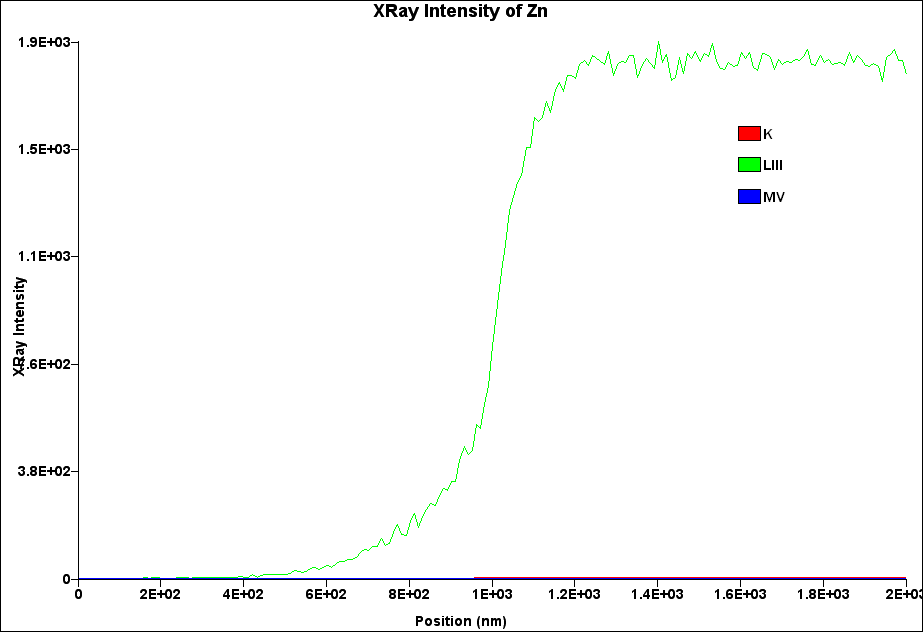 XRay Intensity of Zn
1.9E+03
1.5E+03
1.1E+03
.6E+02
3.8E+02
0
XRay Intensity
K
LIII
MV
0 2E+02 4E+02 6E+02 8E+02 1E+03 1.2E+03 1.4E+03 1.6E+03 1.8E+03 2E+03
Position (nm)